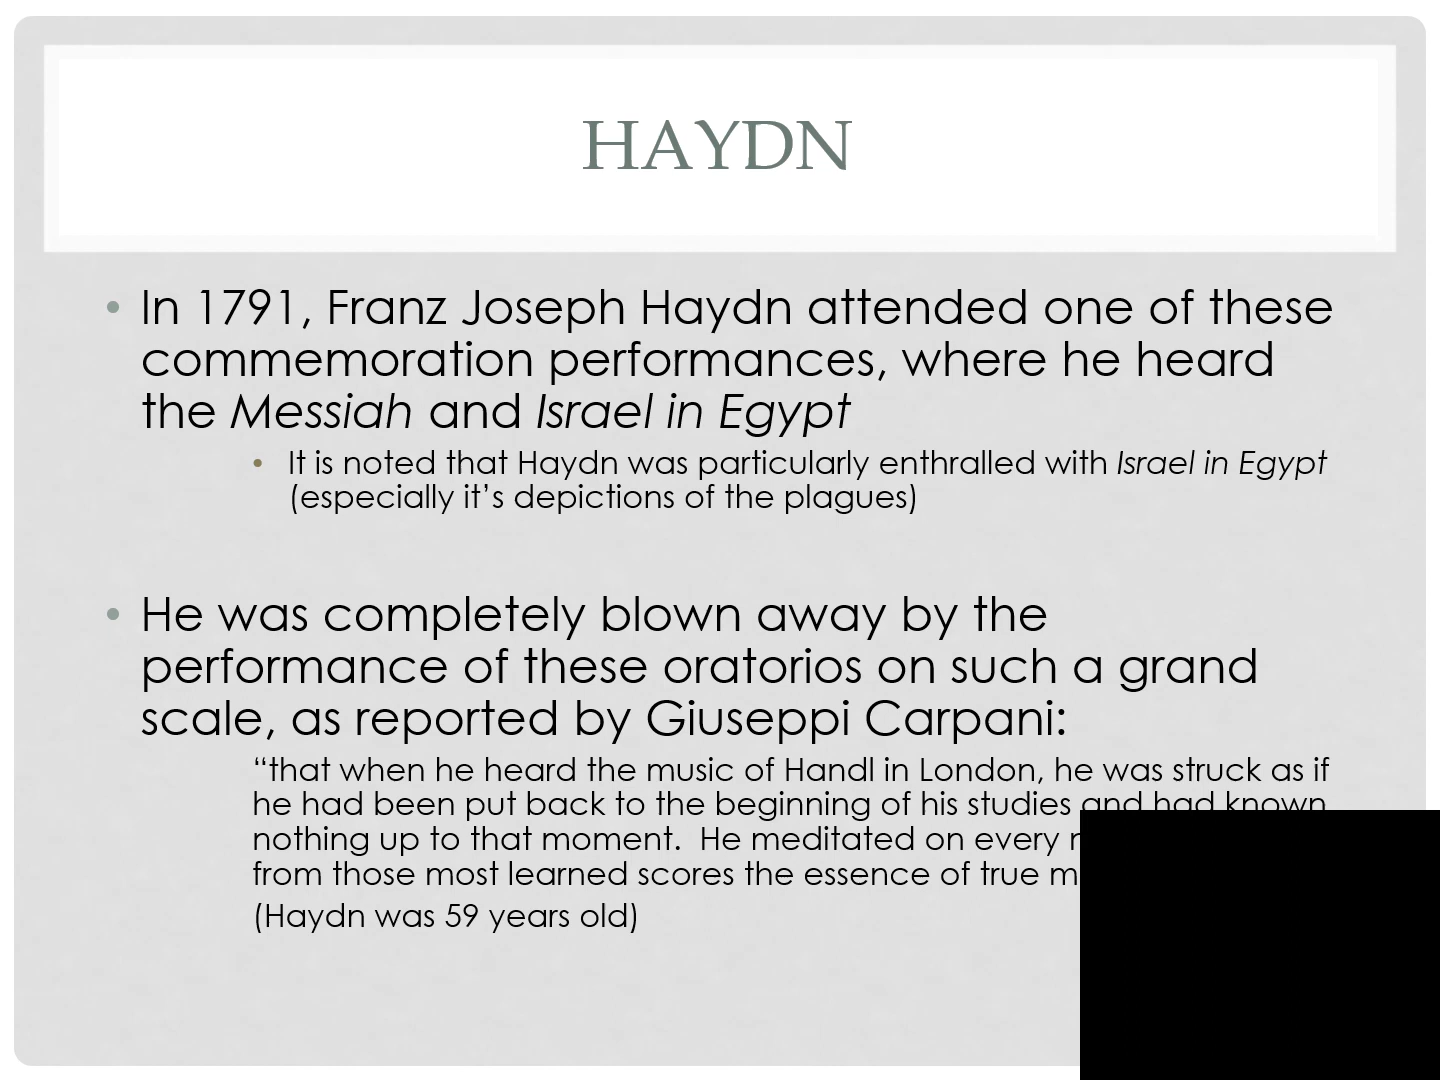 HAYDN
• In 1791, Franz Joseph Haydn attended one of these
commemoration performances, where he heard
the Messiah and Israel in Egypt
• It is noted that Haydn was particularly enthralled with Israel in Egypt
(especially it’s depictions of the plagues)
• He was completely blown away by the
performance of these oratorios on such a grand
scale, as reported by Giuseppi Carpani:
“that when he heard the music of Handl in London, he was struck as if
he had been put back to the beginning of his studies and had known
nothing up to that moment.  He meditated on every
from those most learned scores the essence of true
(Haydn was 59 years old)